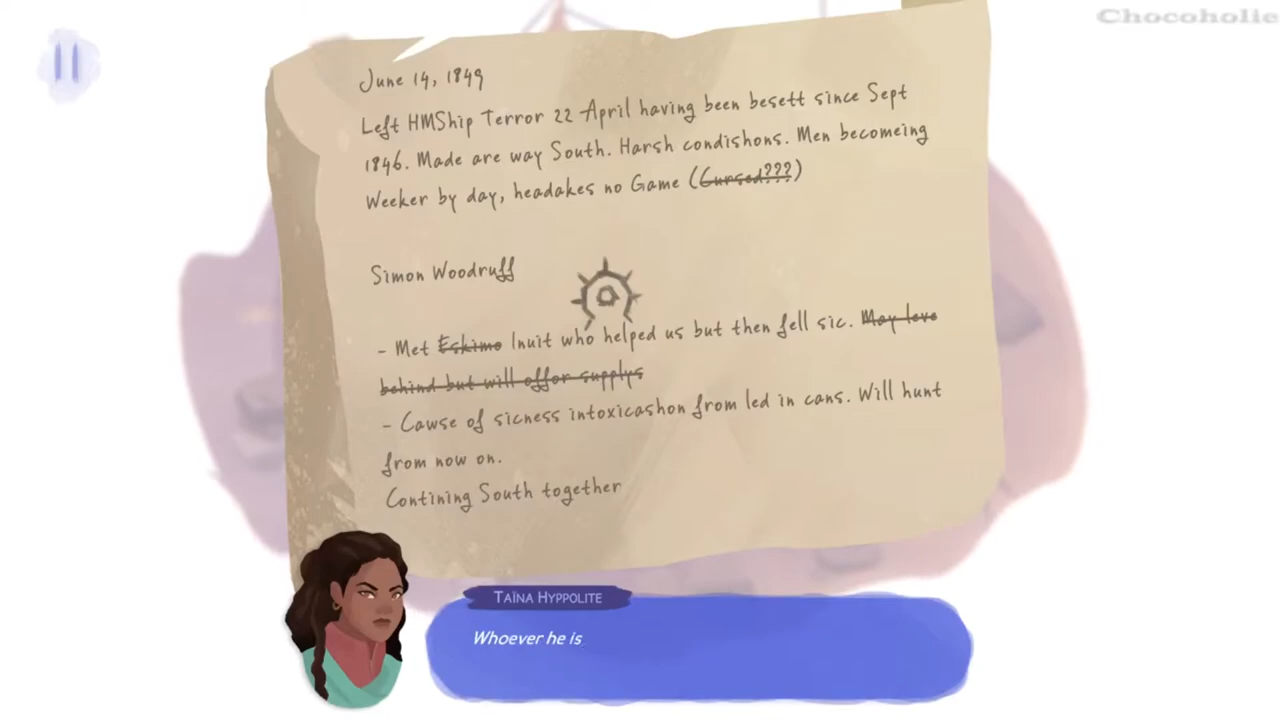 Chocoholie
June 14, 1849
Left HMShip Terror 22 April having been besett since Sept
1846. Made are way South. Harsh condishons. Men becomeing
Weeker by day, headakes no Game (Cursed???)
Simon Woodruff
- Met Eskimo Inuit who helped us but then fell sic. May leve
behind but will offor supplys
- Cawse of sicness intoxicashon from led in cans. Will hunt
from now on.
Contining South together
TAÏNA HYPPOLITE
Whoever he is